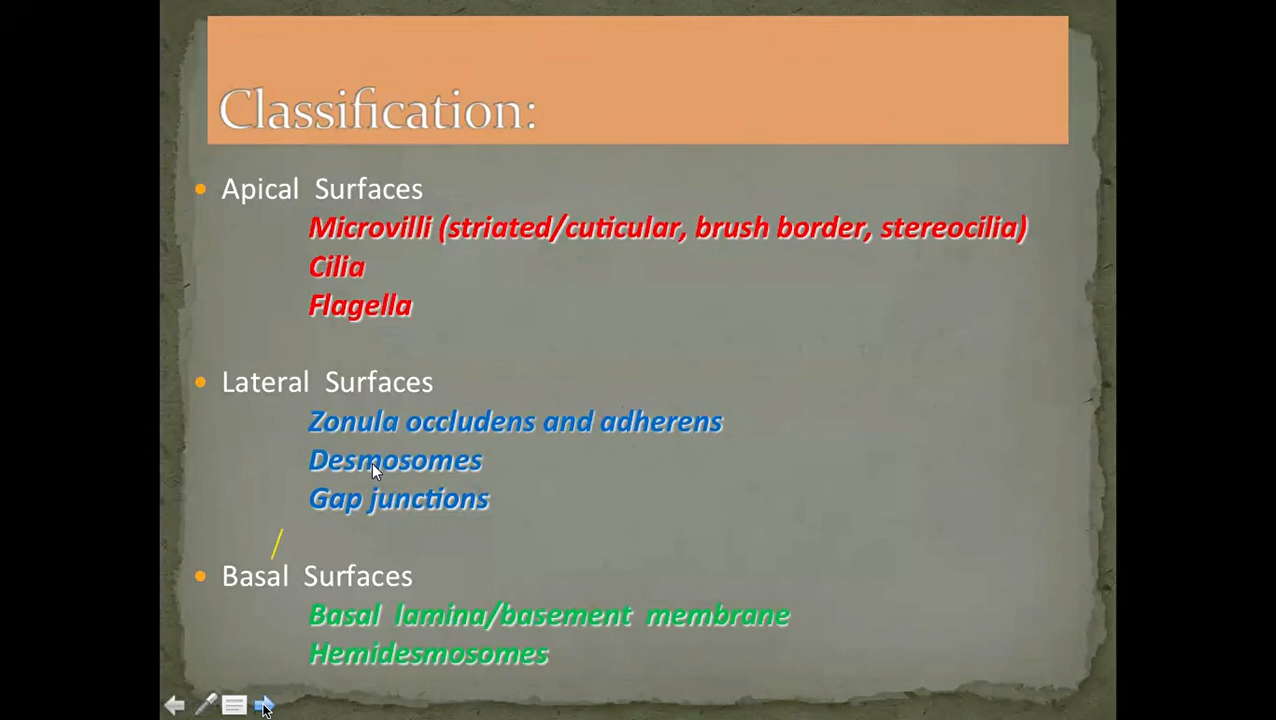 Classification:
• Apical Surfaces
Microvilli (striated/cuticular, brush border, stereocilia)
Cilia
Flagella
• Lateral Surfaces
Zonula occludens and adherens
Desmosomes
Gap junctions
• Basal Surfaces
Basal lamina/basement membrane
Hemidesmosomes